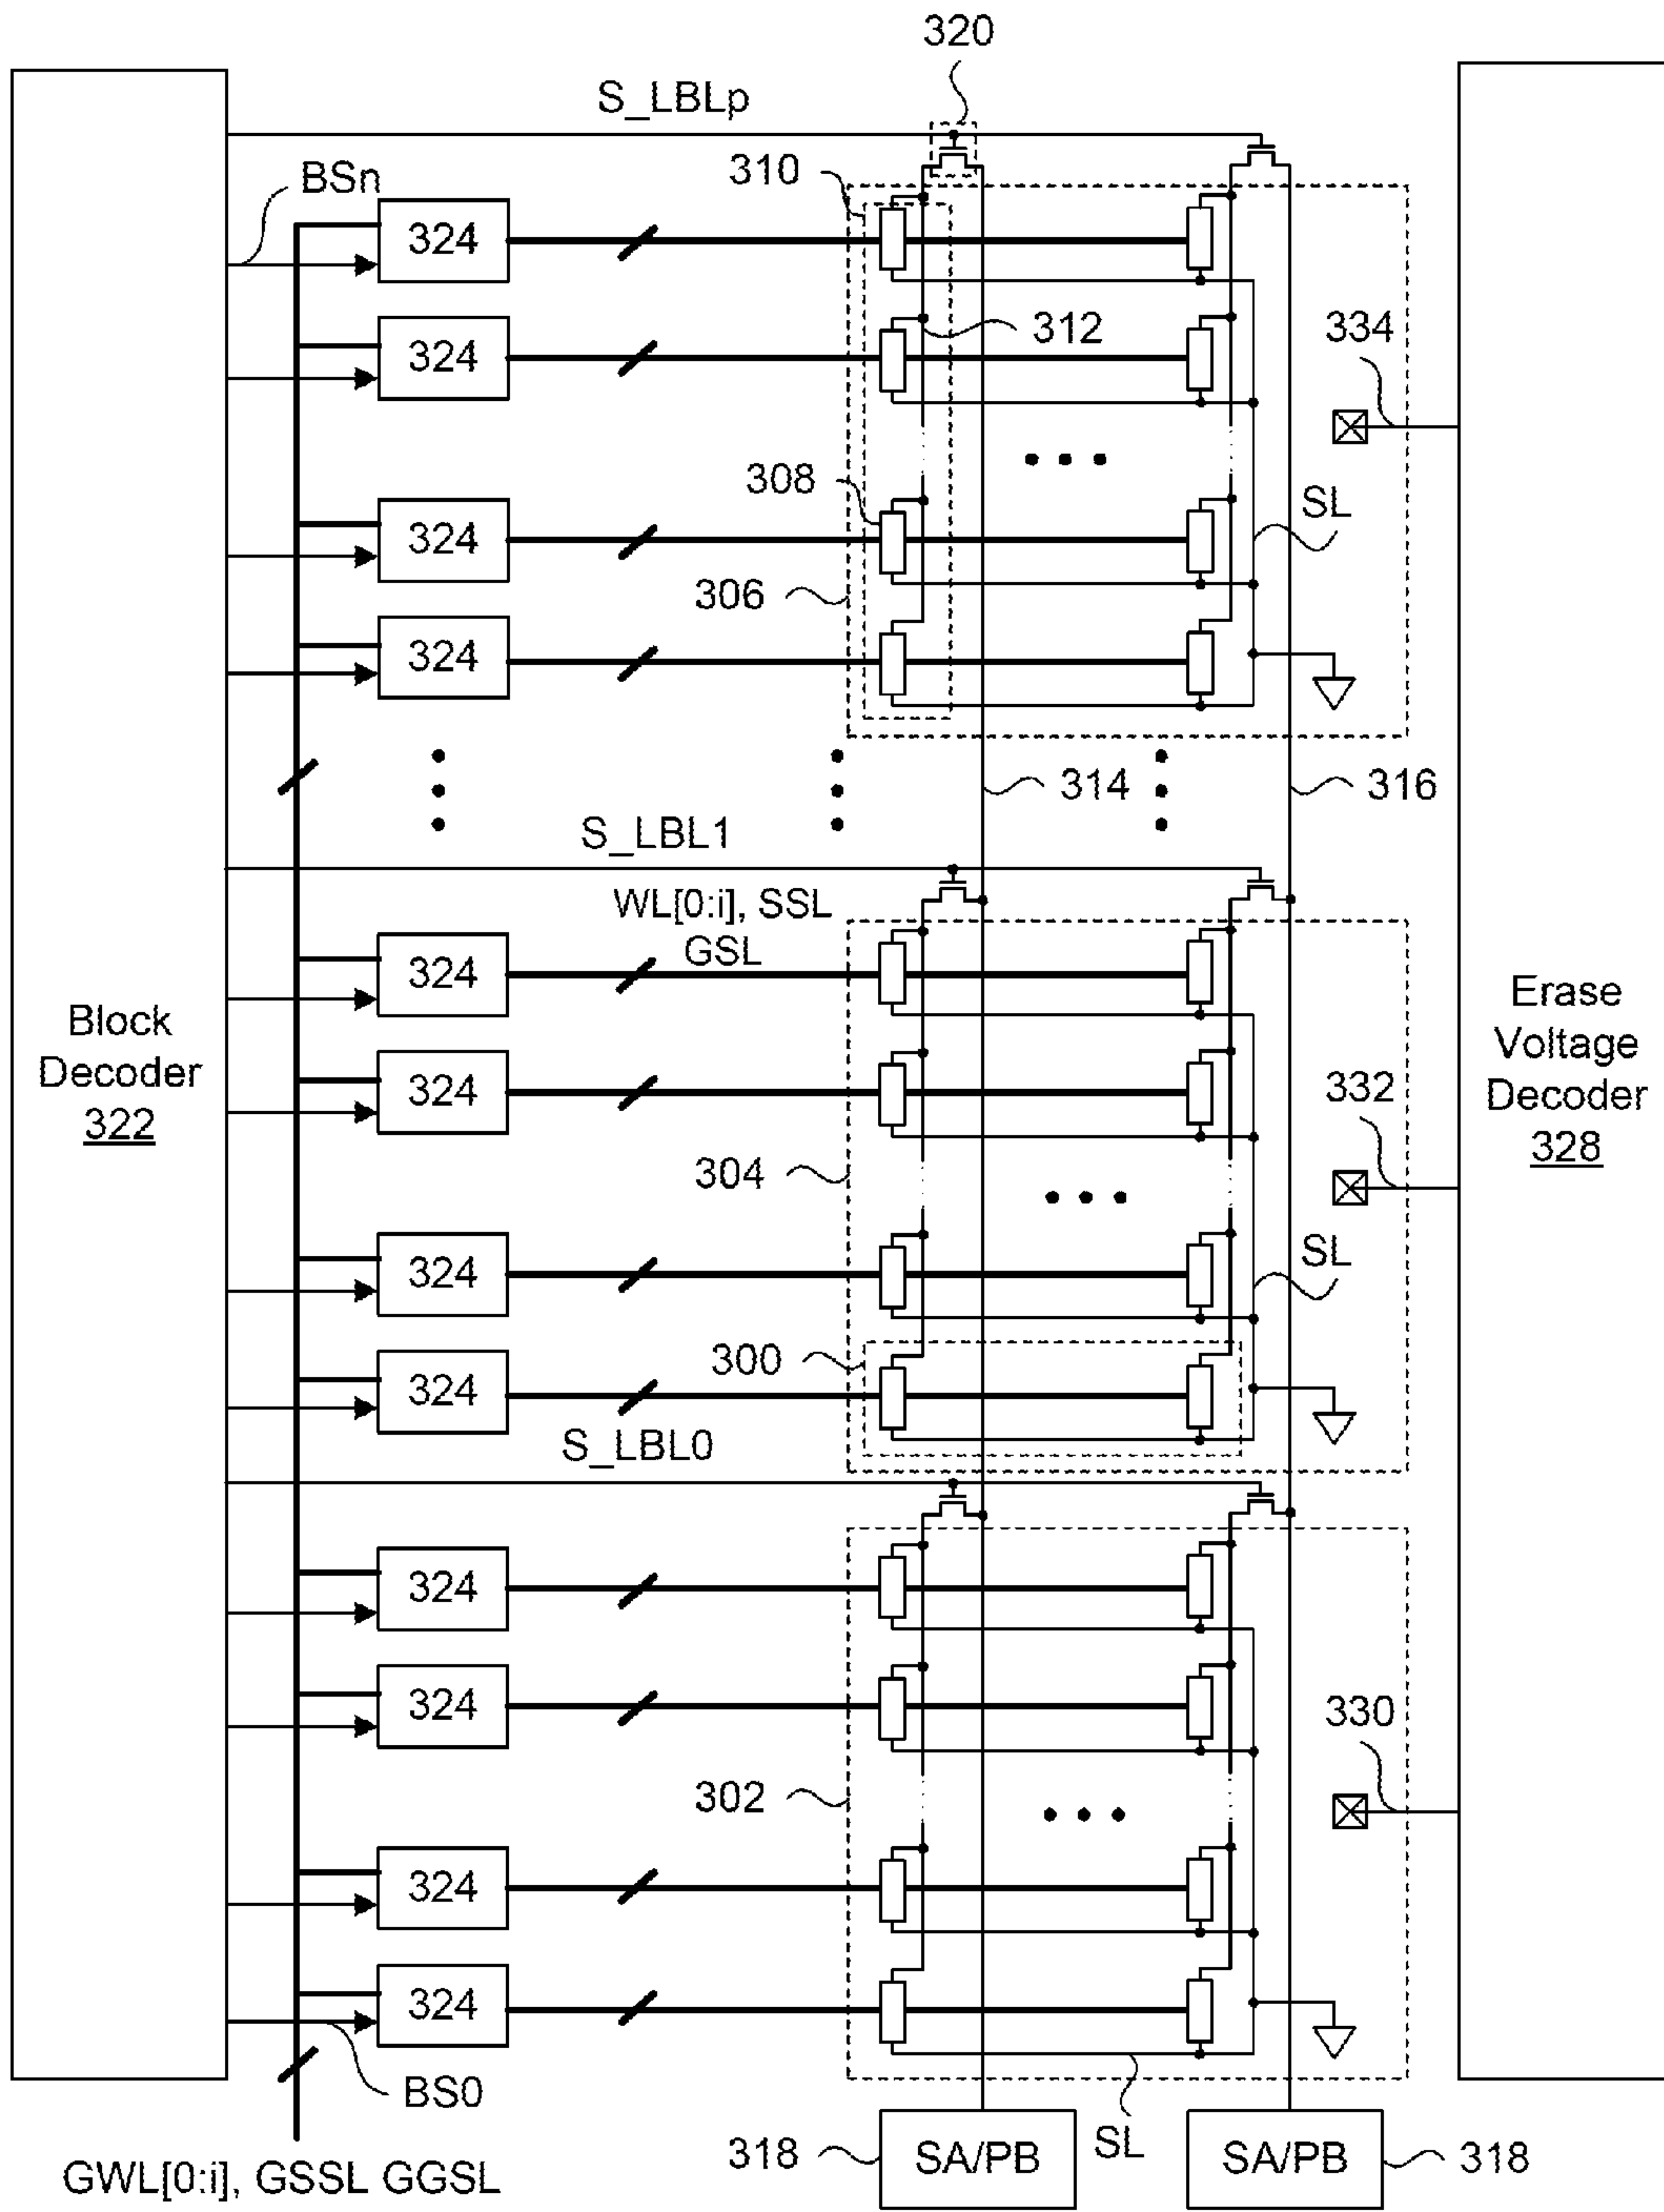 320
S_LBLp
310
BSn
324
312
324
334
308
324
SL
306
324
314
316
S_LBL1
WL[0:i], SSL
GSL
324
Block
Decoder
322
Erase
Voltage
Decoder
328
324
332
304
324
SL
300
324
S_LBL0
324
324
330
302
324
324
BS0
318
SA/PB
SL
SA/PB
318
GWL[0:i], GSSL GGSL